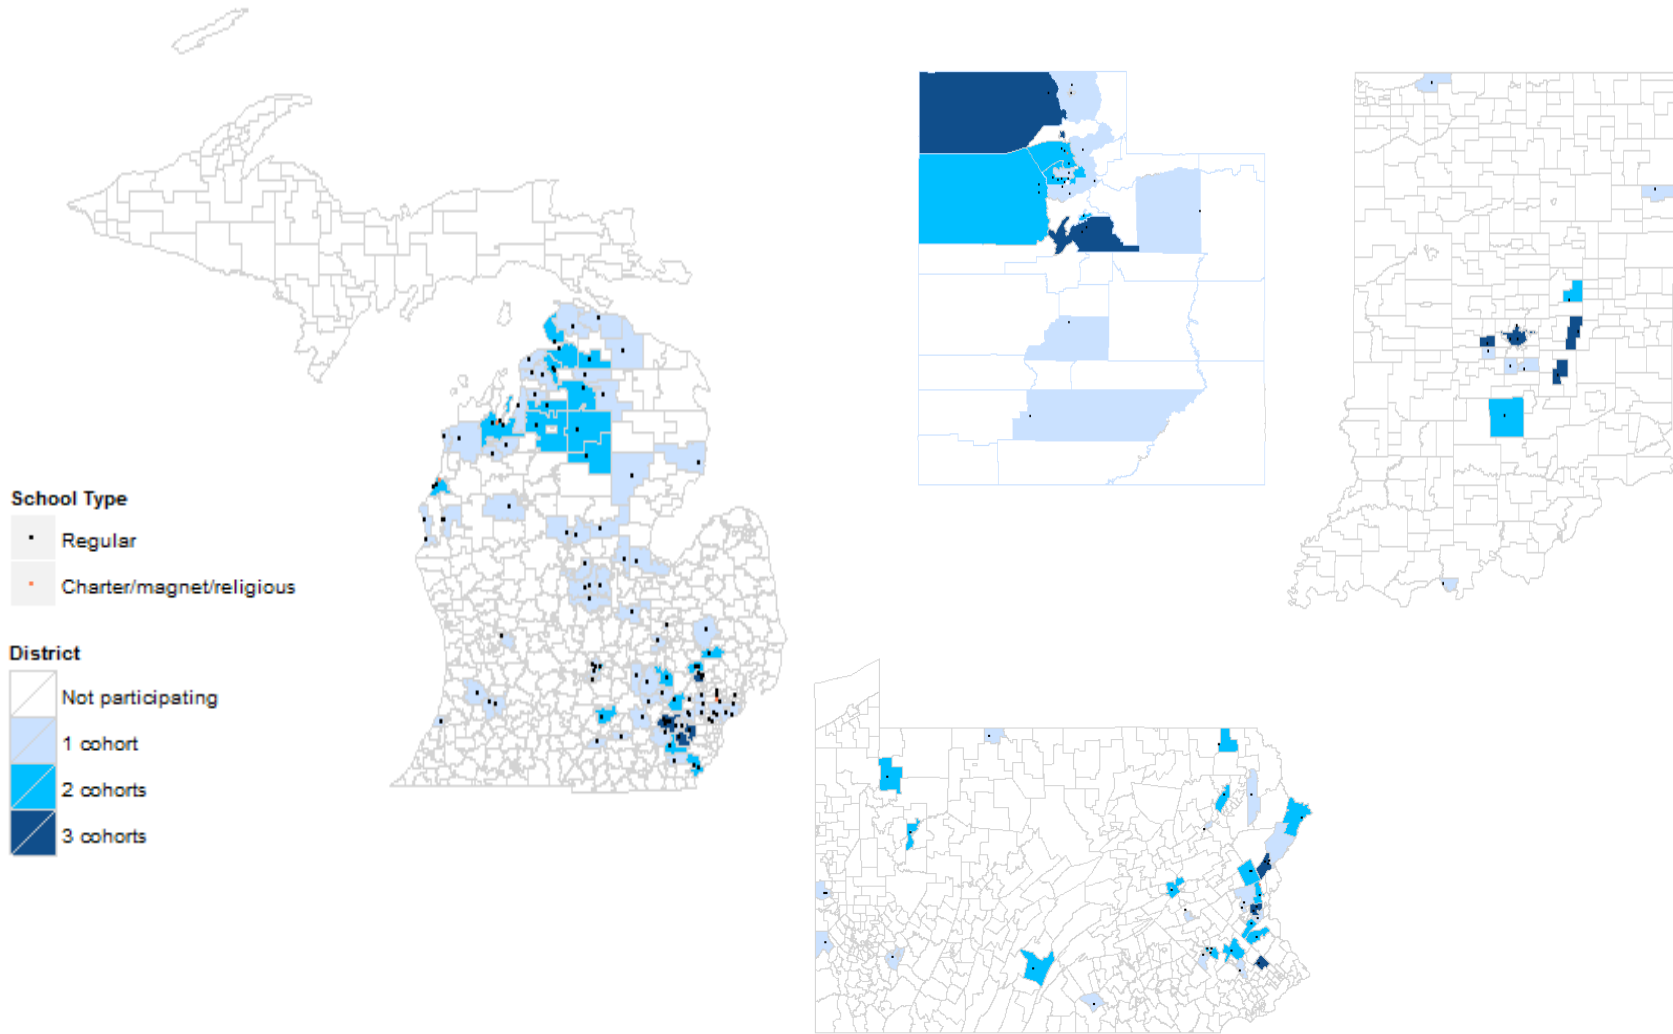 School Type
Regular
Charter/magnet/religious
District
Not participating
1 cohort
2 cohorts
3 cohorts